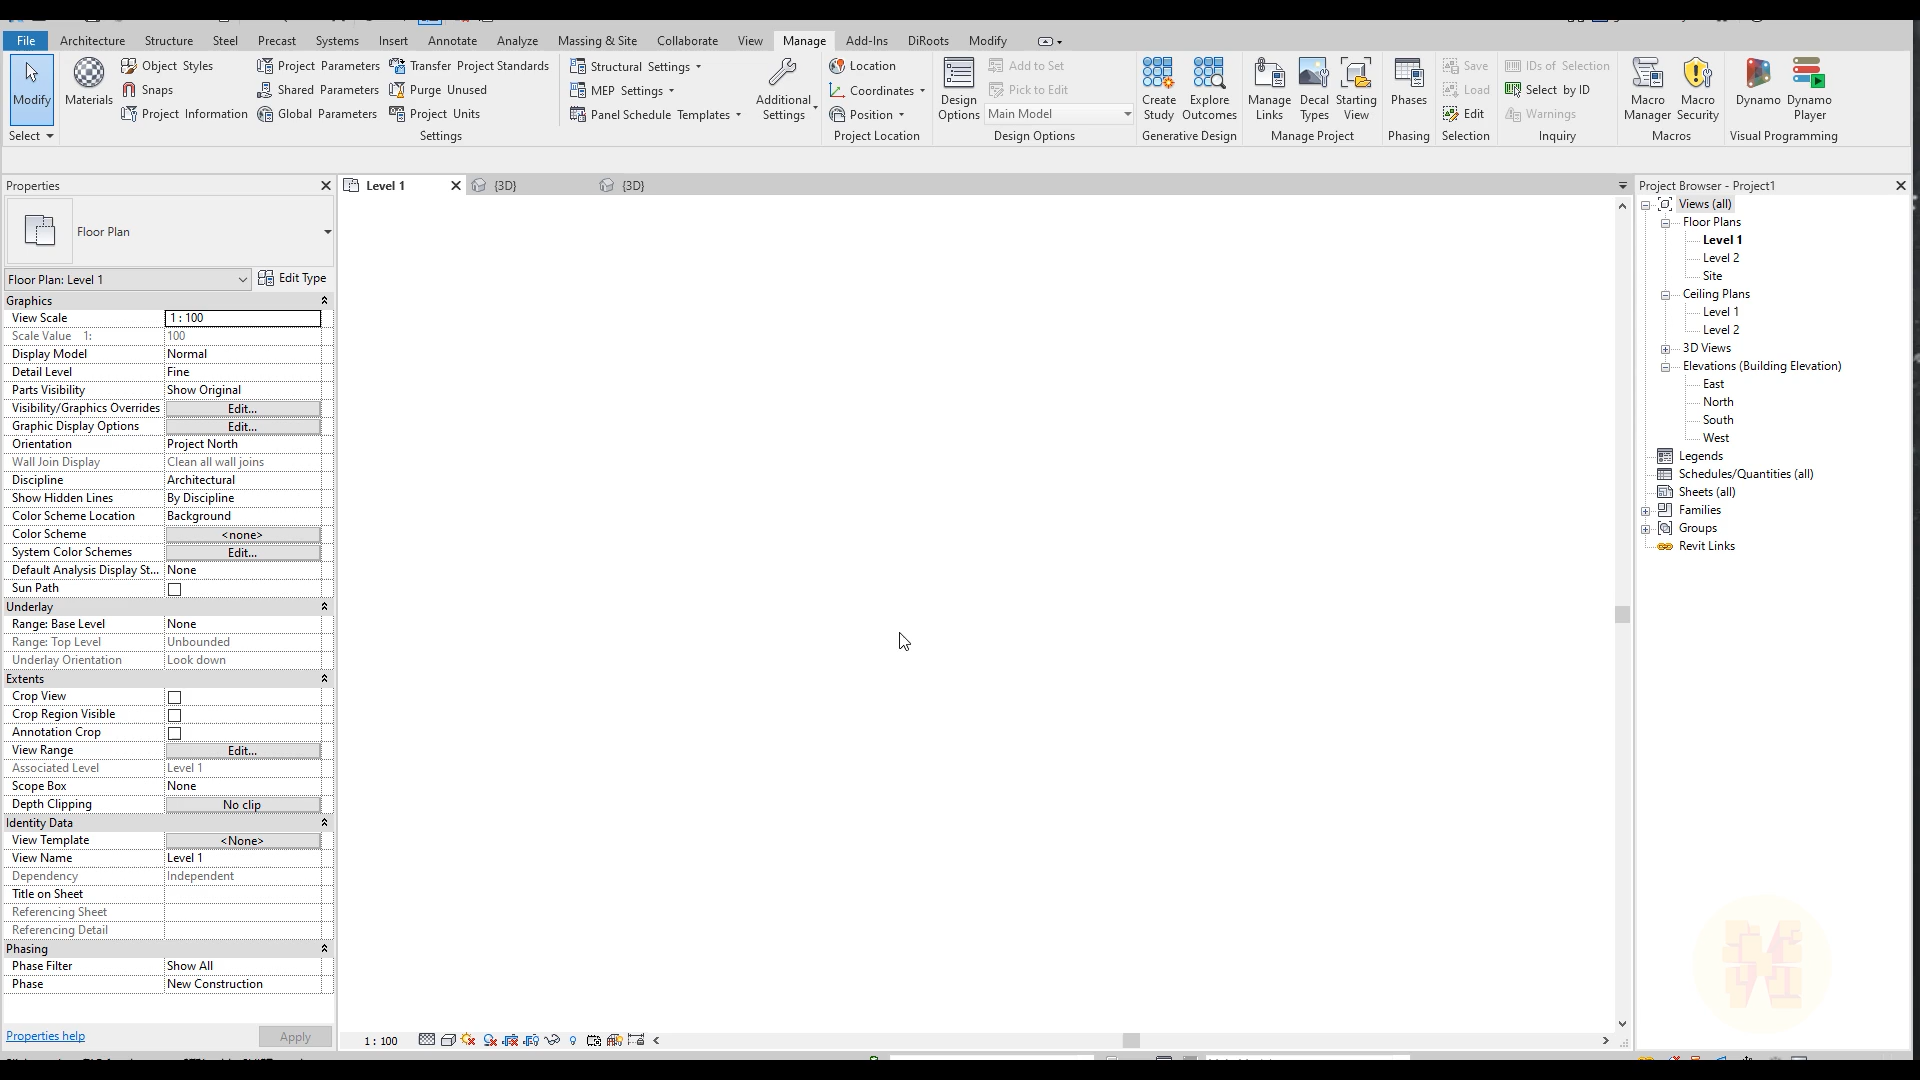 File Architecture Structure Steel Precast Systems Insert Annotate Analyze Massing & Site Collaborate View Manage Add-Ins DiRoots Modify
Modify
Select
Materials
Object Styles
Snaps
Project Information
Project Parameters
Shared Parameters
Global Parameters
Transfer Project Standards
Purge Unused
Project Units
Structural Settings
MEP Settings
Panel Schedule Templates
Additional
Settings
Settings
Location
Coordinates
Position
Project Location
Design
Options
Add to Set
Pick to Edit
Main Model
Design Options
Create
Study
Explore
Outcomes
Generative Design
Manage
Links
Decal
Types
Starting
View
Manage Project
Phases
Phasing
Save
Load
Edit
Selection
IDs of Selection
Select by ID
Warnings
Inquiry
Macro
Manager
Macro
Security
Macros
Dynamo
Dynamo
Player
Visual Programming
Properties
Floor Plan
Floor Plan: Level 1 Edit Type
Graphics
View Scale 1 : 100
Scale Value 1: 100
Display Model Normal
Detail Level Fine
Parts Visibility Show Original
Visibility/Graphics Overrides Edit...
Graphic Display Options Edit...
Orientation Project North
Wall Join Display Clean all wall joins
Discipline Architectural
Show Hidden Lines By Discipline
Color Scheme Location Background
Color Scheme <none>
System Color Schemes Edit...
Default Analysis Display St... None
Sun Path
Underlay
Range: Base Level None
Range: Top Level Unbounded
Underlay Orientation Look down
Extents
Crop View
Crop Region Visible
Annotation Crop
View Range Edit...
Associated Level Level 1
Scope Box None
Depth Clipping No clip
Identity Data
View Template <None>
View Name Level 1
Dependency Independent
Title on Sheet
Referencing Sheet
Referencing Detail
Phasing
Phase Filter Show All
Phase New Construction
Properties help Apply
Level 1 {3D} {3D}
1 : 100
Project Browser - Project1
Views (all)
Floor Plans
Level 1
Level 2
Site
Ceiling Plans
Level 1
Level 2
3D Views
Elevations (Building Elevation)
East
North
South
West
Legends
Schedules/Quantities (all)
Sheets (all)
Families
Groups
Revit Links